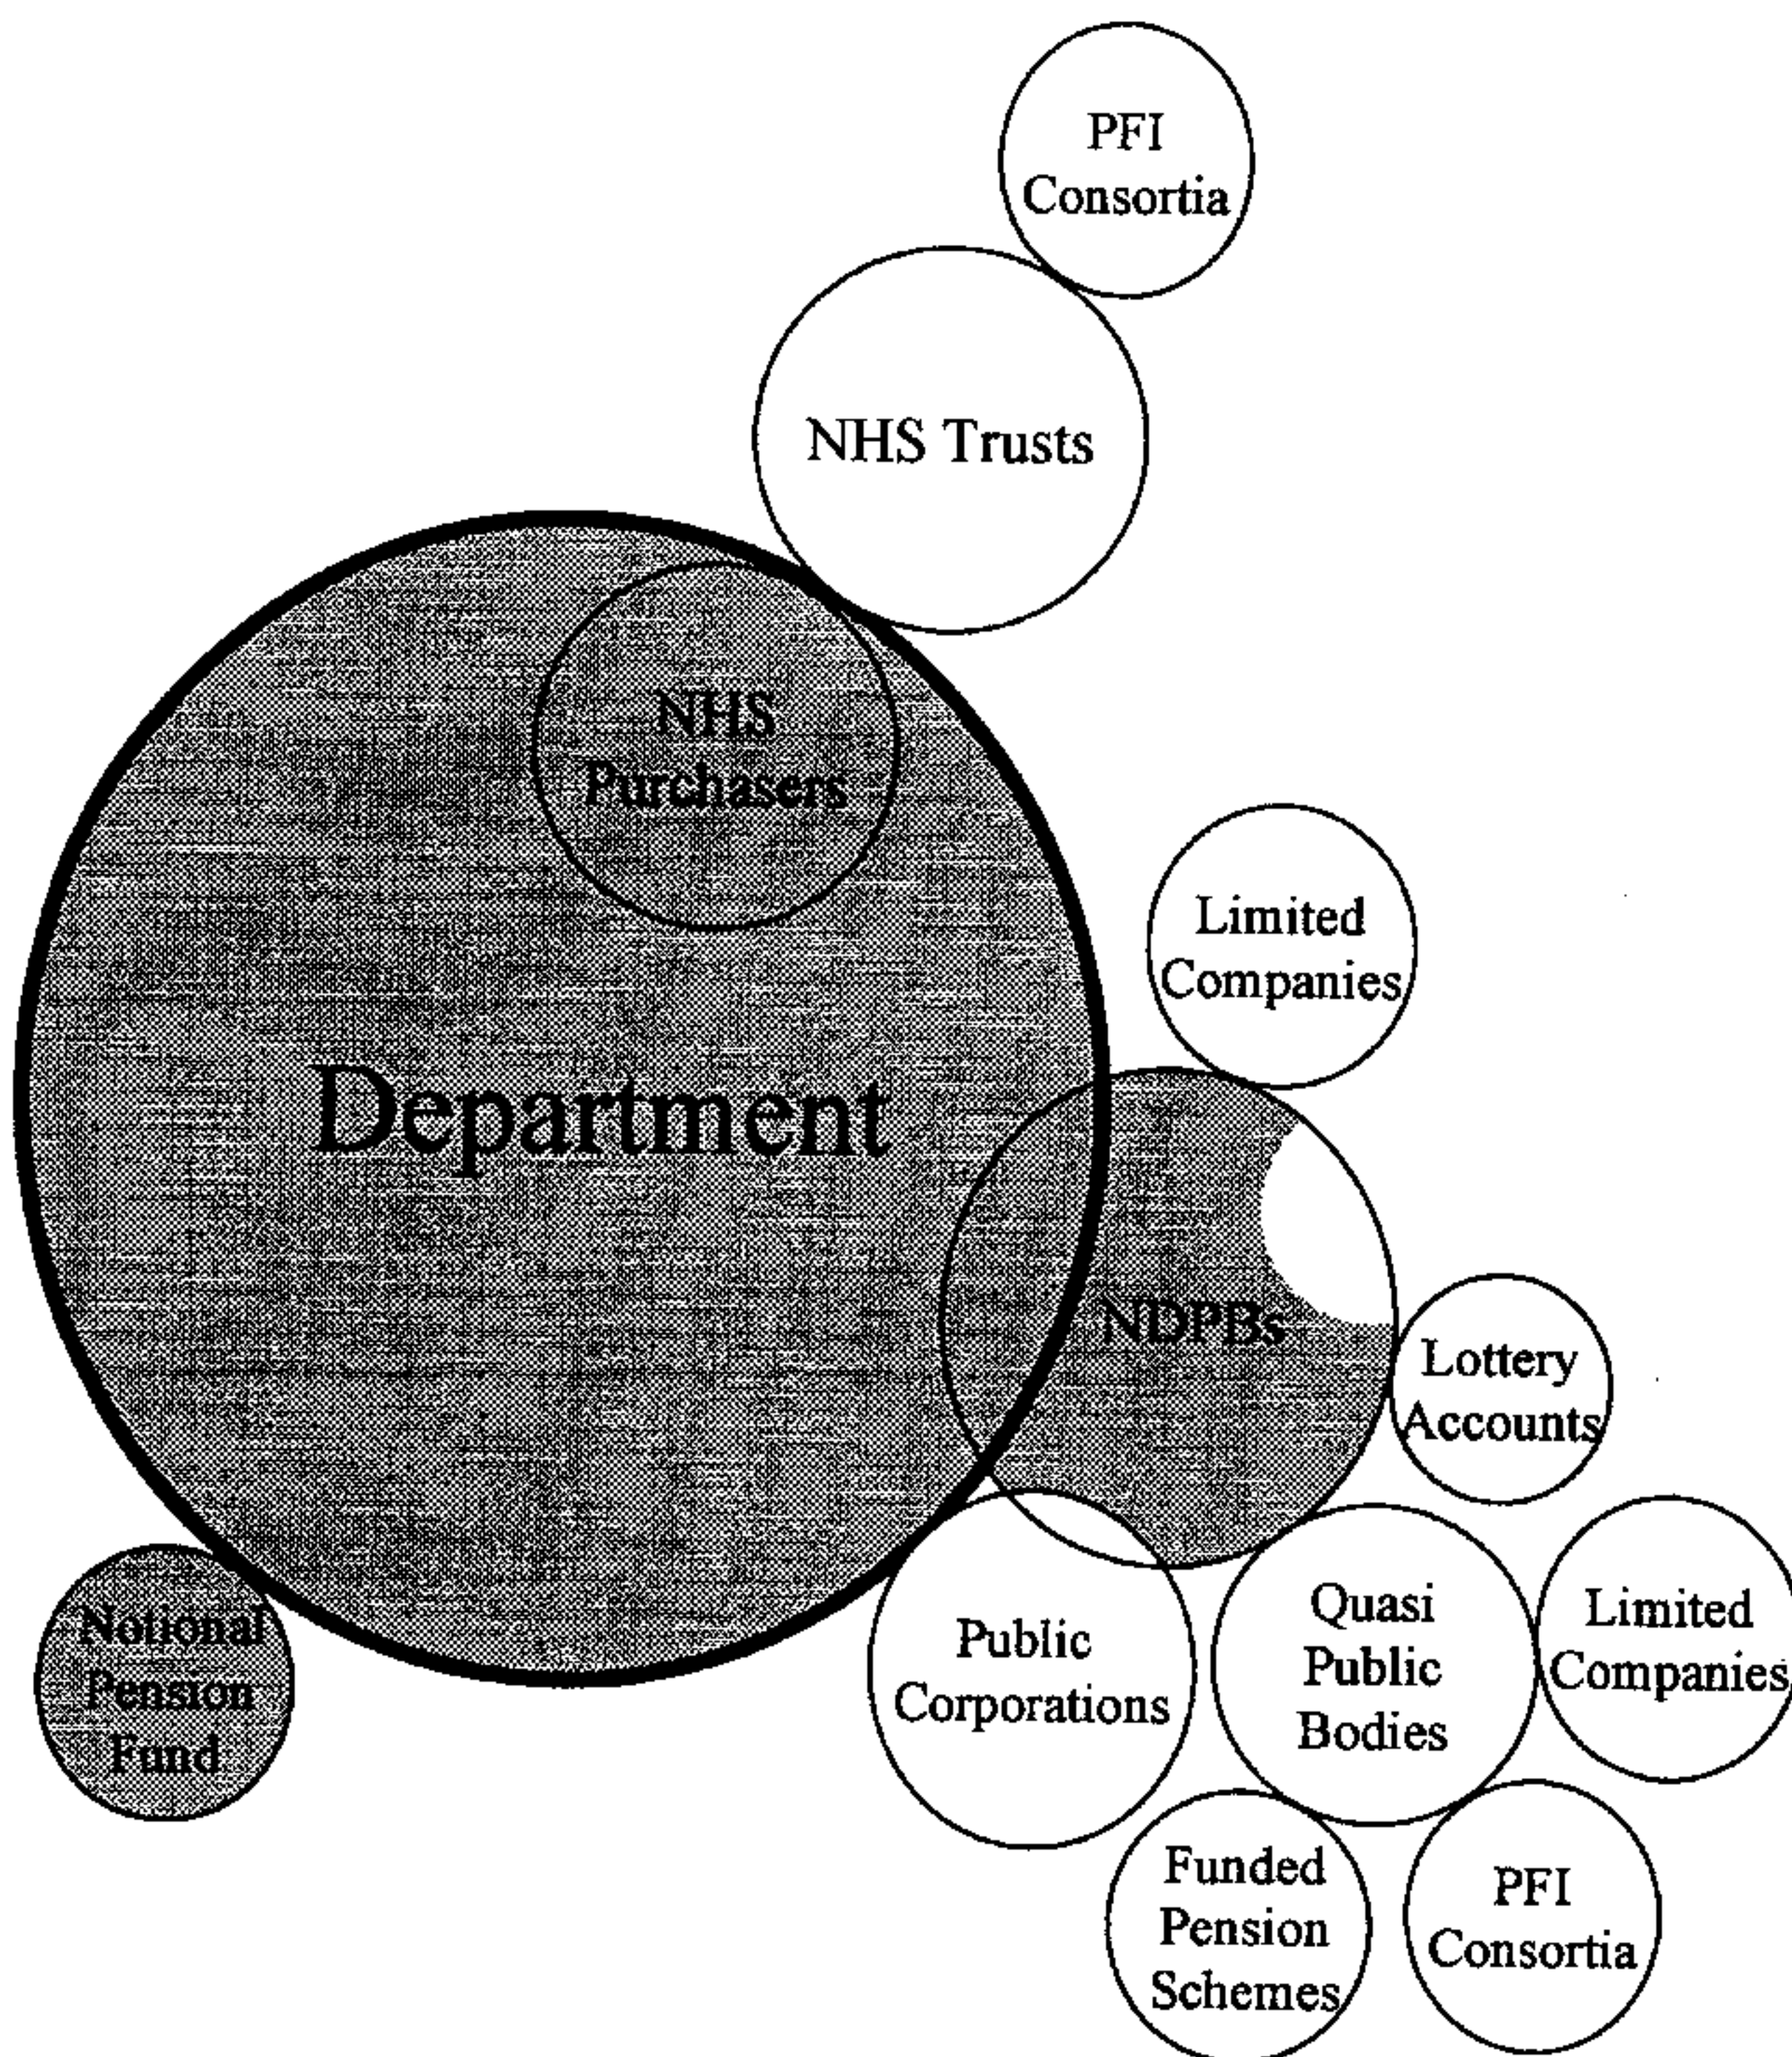 PFI
Consortia
NHS Trusts
NHS
Purchasers
Limited
Companies
Department
NDPBs
Lottery
Accounts
Notional
Pension
Fund
Public
Corporations
Quasi
Public
Bodies
Limited
Companies
Funded
Pension
Schemes
PFI
Consortia